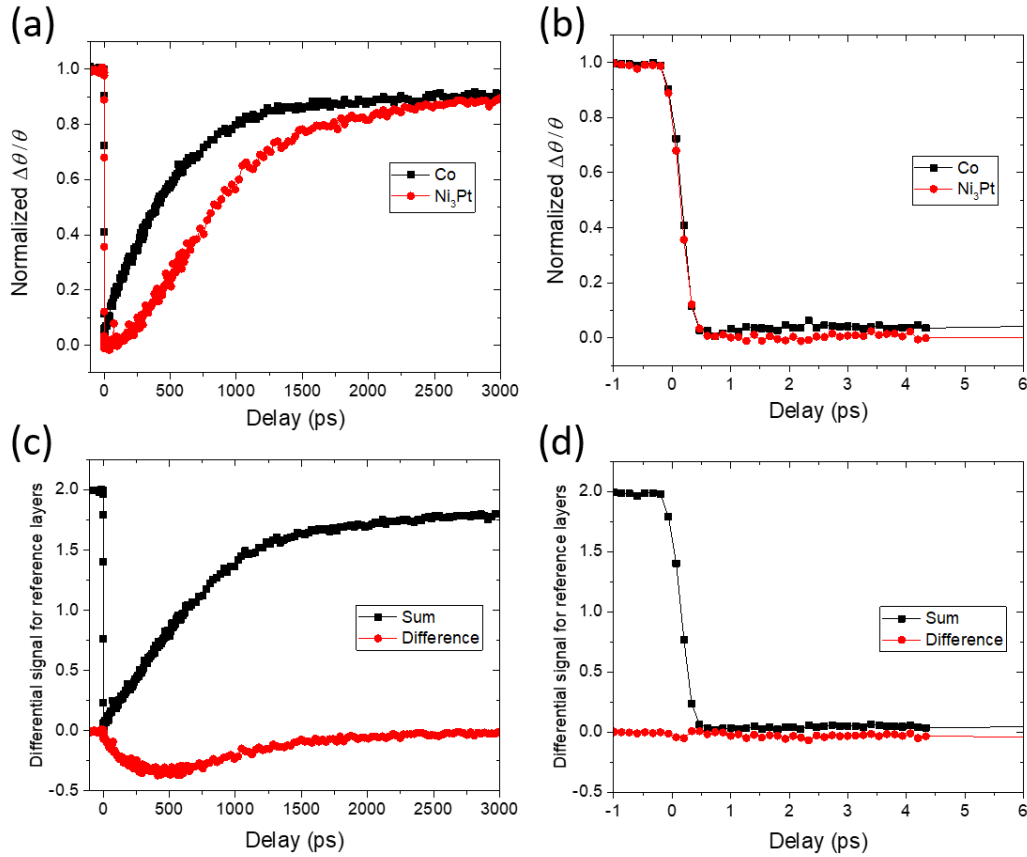 (a)
Normalized Δθ/θ
1.0
0.8
0.6
0.4
0.2
0.0
Co
Ni₃Pt
0 500 1000 1500 2000 2500 3000
Delay (ps)
(b)
Normalized Δθ/θ
1.0
0.8
0.6
0.4
0.2
0.0
Co
Ni₃Pt
-1 0 1 2 3 4 5 6
Delay (ps)
(c)
Differential signal for reference layers
2.0
1.5
1.0
0.5
0.0
-0.5
Sum
Difference
0 500 1000 1500 2000 2500 3000
Delay (ps)
(d)
Differential signal for reference layers
2.0
1.5
1.0
0.5
0.0
-0.5
Sum
Difference
-1 0 1 2 3 4 5 6
Delay (ps)